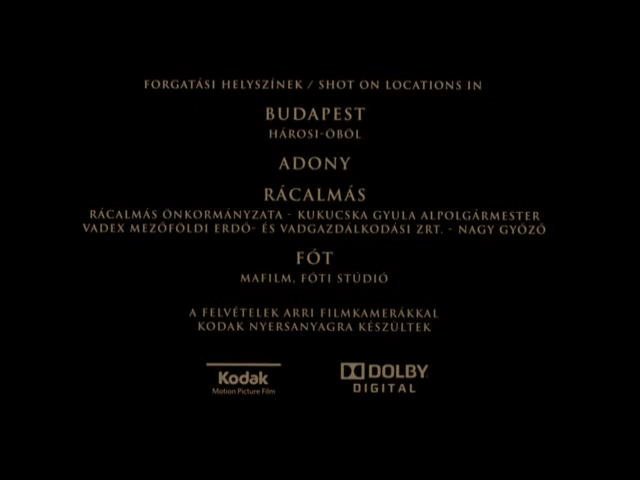 FORGATÁSI HELYSZÍNEK / SHOT ON LOCATIONS IN
BUDAPEST
HÁROSI-ÖBÖL
ADONY
RÁCALMÁS
RÁCALMÁS ÖNKORMÁNYZATA - KUKUCSKA GYULA ALPOLGÁRMESTER
VADEX MEZŐFÖLDI ERDŐ- ÉS VADGAZDÁLKODÁSI ZRT. - NAGY GYŐZŐ
FÓT
MAFILM, FÓTI STÚDIÓ
A FELVÉTELEK ARRI FILMKAMERÁKKAL
KODAK NYERSANYAGRA KÉSZÜLTEK
Kodak
Motion Picture Film
DOLBY
DIGITAL